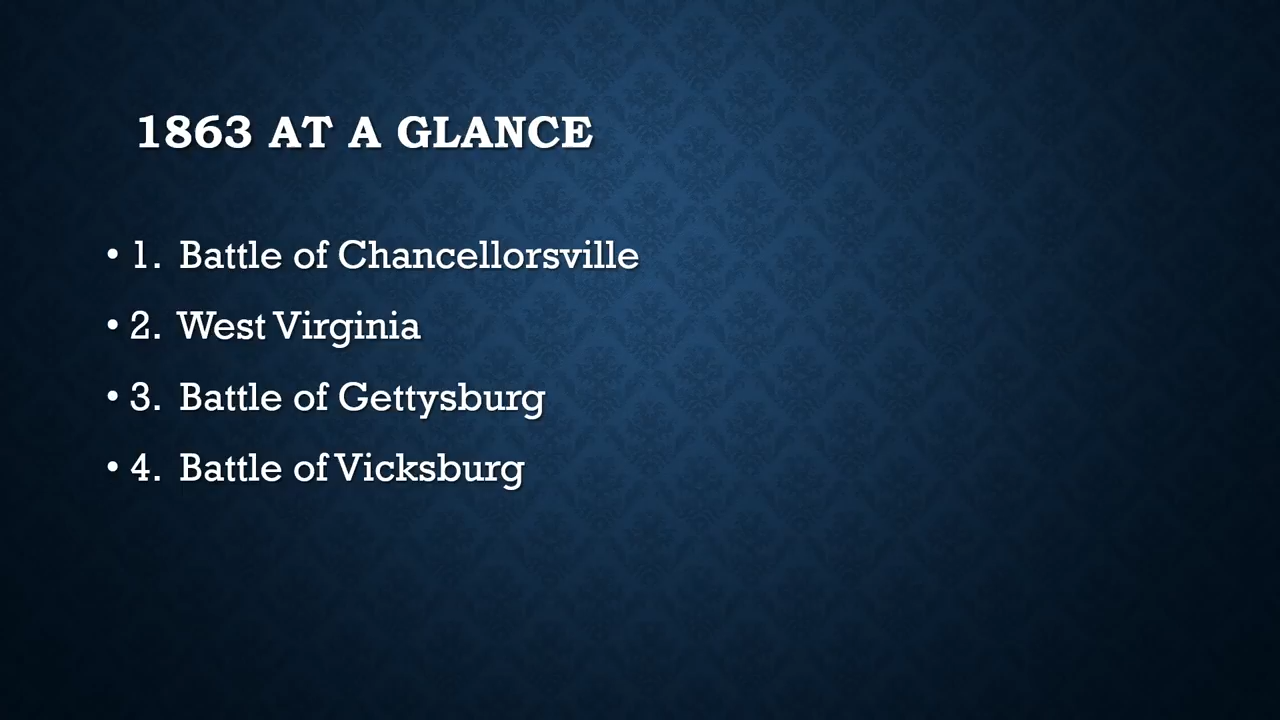 1863 AT A GLANCE
• 1. Battle of Chancellorsville
• 2. West Virginia
• 3. Battle of Gettysburg
• 4. Battle of Vicksburg